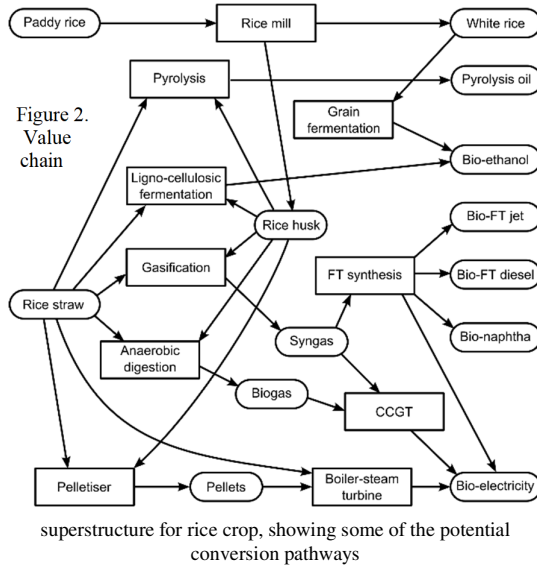 Paddy rice
Rice mill
White rice
Pyrolysis
Pyrolysis oil
Figure 2.
Value
chain
Grain
fermentation
Ligno-cellulosic
fermentation
Bio-ethanol
Rice husk
Bio-FT jet
Gasification
FT synthesis
Bio-FT diesel
Rice straw
Syngas
Bio-naphtha
Anaerobic
digestion
Biogas
CCGT
Pelletiser
Pellets
Boiler-steam
turbine
Bio-electricity
superstructure for rice crop, showing some of the potential
conversion pathways